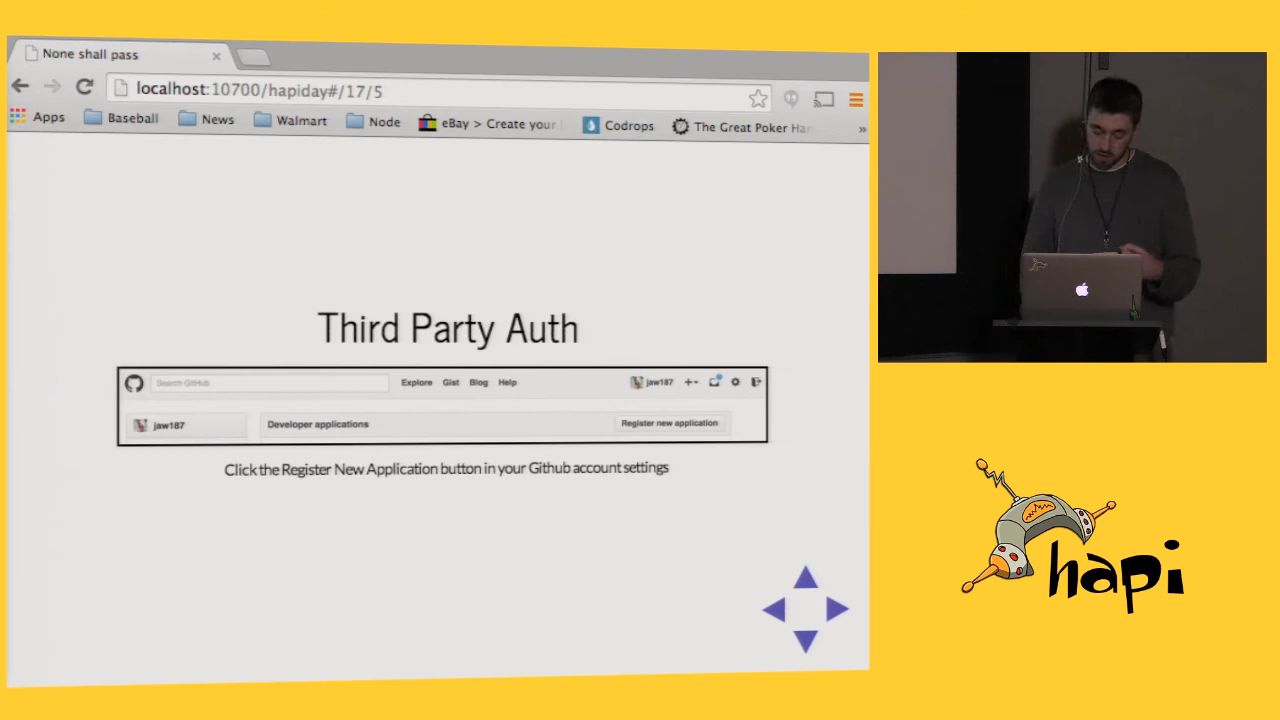 None shall pass
localhost:10700/hapiday#/17/5
Apps Baseball News Walmart Node eBay > Create your Codrops The Great Poker Ha
Third Party Auth
Search GitHub Explore Gist Blog Help jaw187
jaw187 Developer applications Register new application
Click the Register New Application button in your Github account settings
hapi